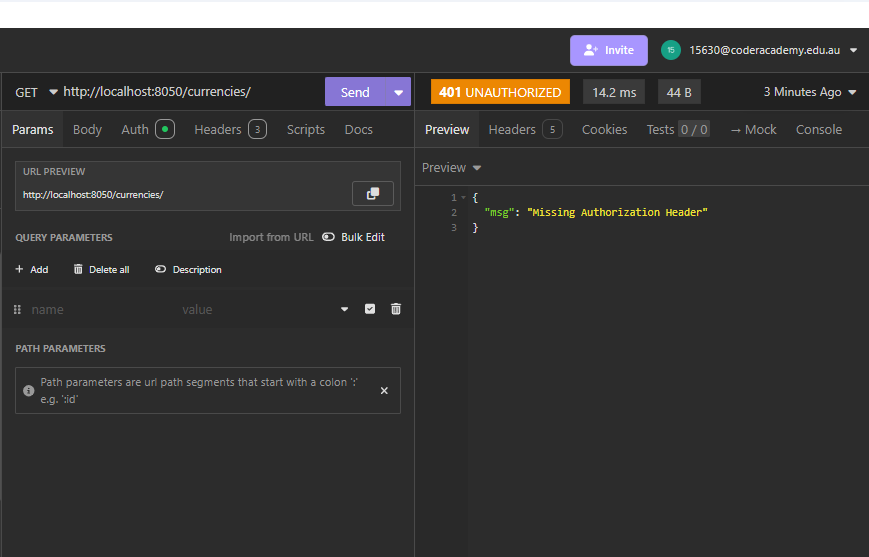 Invite
15
15630@coderacademy.edu.au
GET http://localhost:8050/currencies/
Send
401 UNAUTHORIZED
14.2 ms
44 B
3 Minutes Ago
Params Body Auth Headers 3 Scripts Docs
Preview Headers 5 Cookies Tests 0 / 0 → Mock Console
URL PREVIEW
http://localhost:8050/currencies/
QUERY PARAMETERS
Import from URL
Bulk Edit
+ Add
Delete all
Description
name
value
PATH PARAMETERS
Path parameters are url path segments that start with a colon ':'
e.g. ':id'
Preview
1 {
2 "msg": "Missing Authorization Header"
3 }